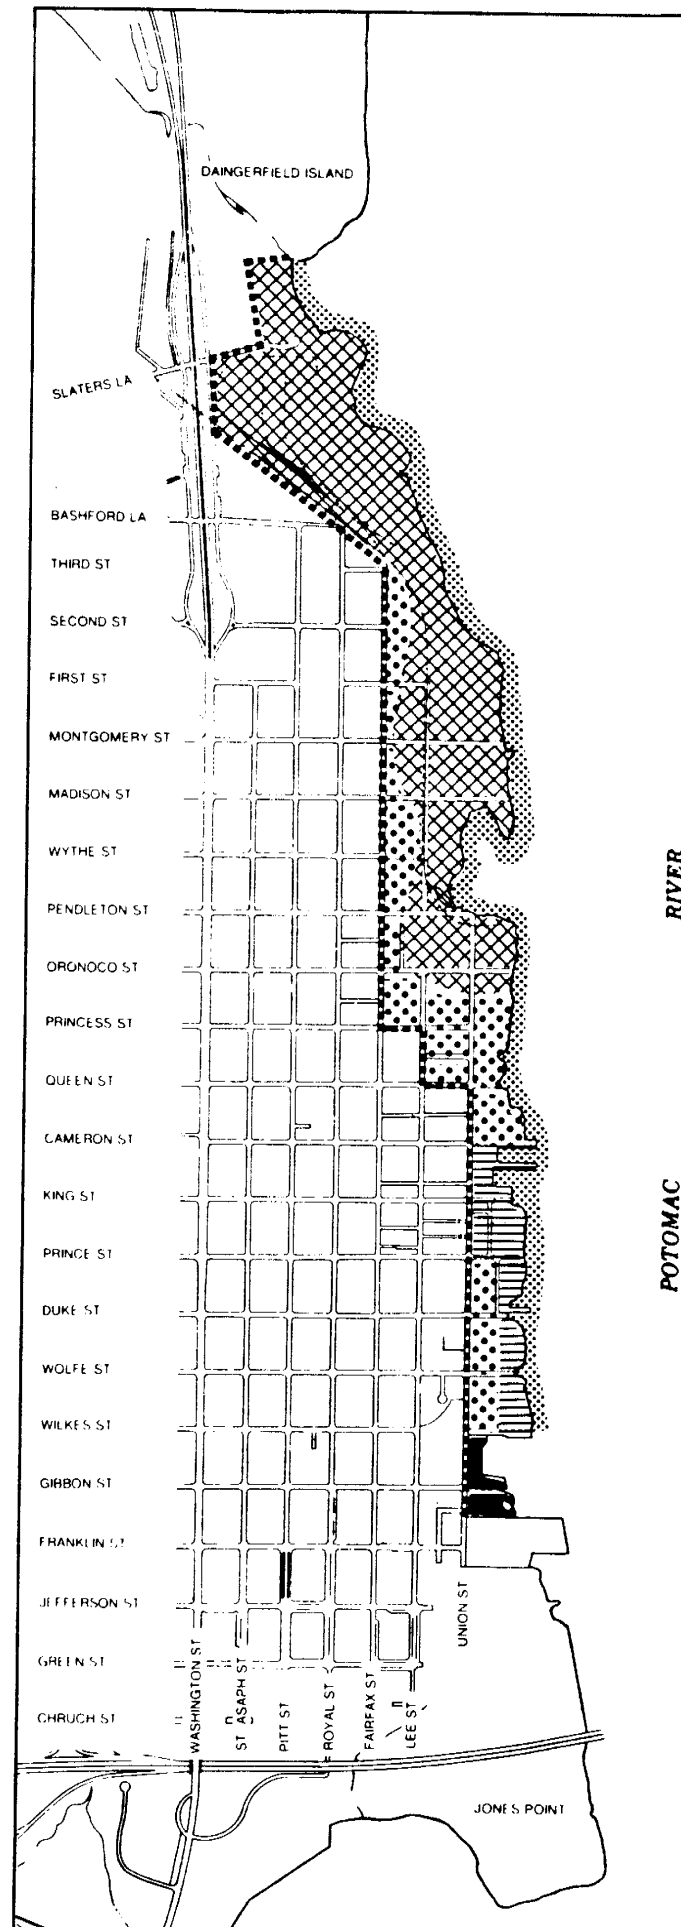 DAINGERFIELD ISLAND
SLATERS LA
BASHFORD LA
THIRD ST
SECOND ST
FIRST ST
MONTGOMERY ST
MADISON ST
WYTHE ST
PENDLETON ST
ORONOCO ST
PRINCESS ST
QUEEN ST
CAMERON ST
KING ST
PRINCE ST
DUKE ST
WOLFE ST
WILKES ST
GIBBON ST
FRANKLIN ST
JEFFERSON ST
GREEN ST
CHRUCH ST
WASHINGTON ST
ST ASAPH ST
PITT ST
ROYAL ST
FAIRFAX ST
LEE ST
UNION ST
JONES POINT
POTOMAC
RIVER